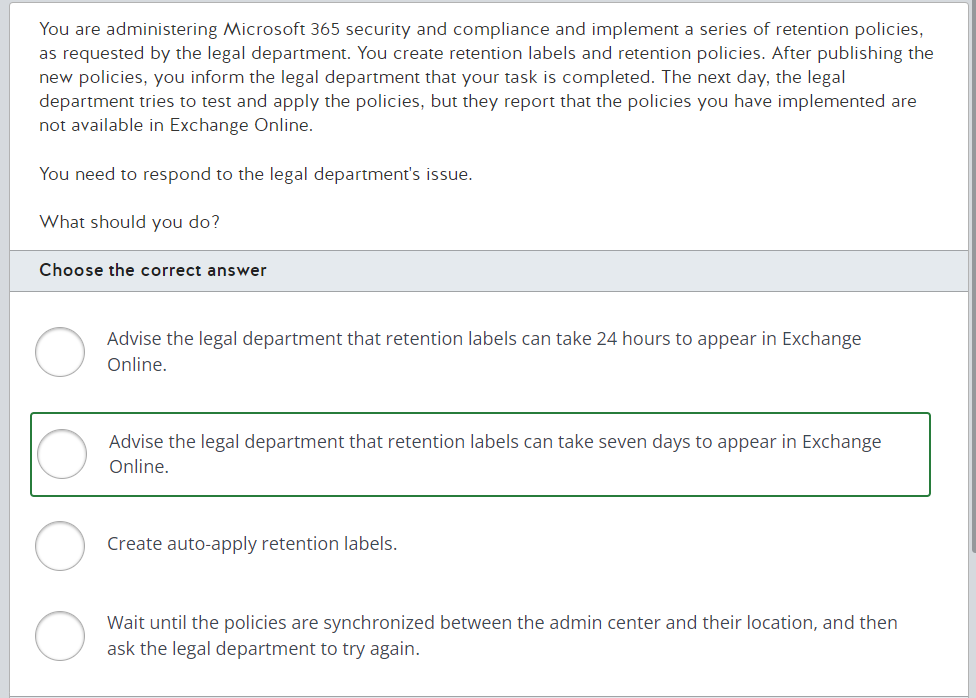 You are administering Microsoft 365 security and compliance and implement a series of retention policies,
as requested by the legal department. You create retention labels and retention policies. After publishing the
new policies, you inform the legal department that your task is completed. The next day, the legal
department tries to test and apply the policies, but they report that the policies you have implemented are
not available in Exchange Online.
You need to respond to the legal department's issue.
What should you do?
Choose the correct answer
Advise the legal department that retention labels can take 24 hours to appear in Exchange
Online.
Advise the legal department that retention labels can take seven days to appear in Exchange
Online.
Create auto-apply retention labels.
Wait until the policies are synchronized between the admin center and their location, and then
ask the legal department to try again.